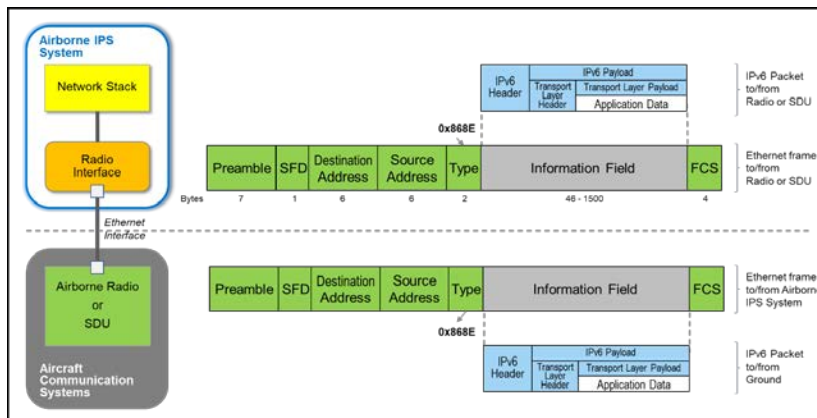 Airborne IPS
System
Network Stack
Radio
Interface
Ethernet
Interface
Airborne Radio
or
SDU
Aircraft
Communication
Systems
IPv6
Header
IPv6 Payload
Transport
Layer
Header
Transport Layer Payload
Application Data
IPv6 Packet
to/from
Radio or SDU
0x868E
Preamble
SFD
Destination
Address
Source
Address
Type
Information Field
FCS
Ethernet frame
to/from
Radio or SDU
Bytes
7
1
6
6
2
46 - 1500
4
Preamble
SFD
Destination
Address
Source
Address
Type
Information Field
FCS
Ethernet frame
to/from Airborne
IPS System
0x868E
IPv6
Header
IPv6 Payload
Transport
Layer
Header
Transport Layer Payload
Application Data
IPv6 Packet
to/from
Ground